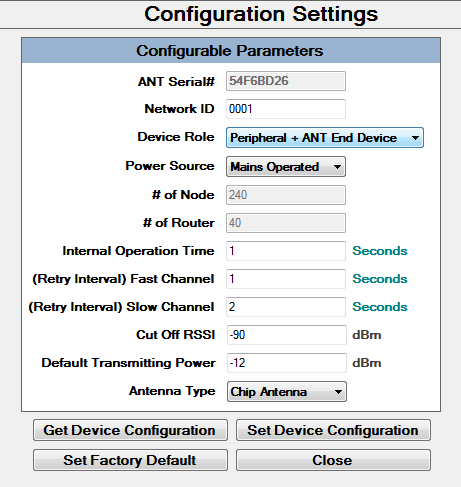 Configuration Settings
Configurable Parameters
ANT Serial# 54F6BD26
Network ID 0001
Device Role Peripheral + ANT End Device
Power Source Mains Operated
# of Node 240
# of Router 40
Internal Operation Time 1 Seconds
(Retry Interval) Fast Channel 1 Seconds
(Retry Interval) Slow Channel 2 Seconds
Cut Off RSSI -90 dBm
Default Transmitting Power -12 dBm
Antenna Type Chip Antenna
Get Device Configuration Set Device Configuration
Set Factory Default Close